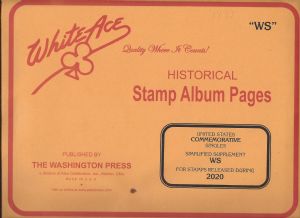 "WS"
White Ace
Quality Where It Counts!
HISTORICAL
Stamp Album Pages
PUBLISHED BY
THE WASHINGTON PRESS
UNITED STATES
COMMEMORATIVE
SINGLES
SIMPLIFIED SUPPLEMENT
WS
FOR STAMPS RELEASED DURING
2020